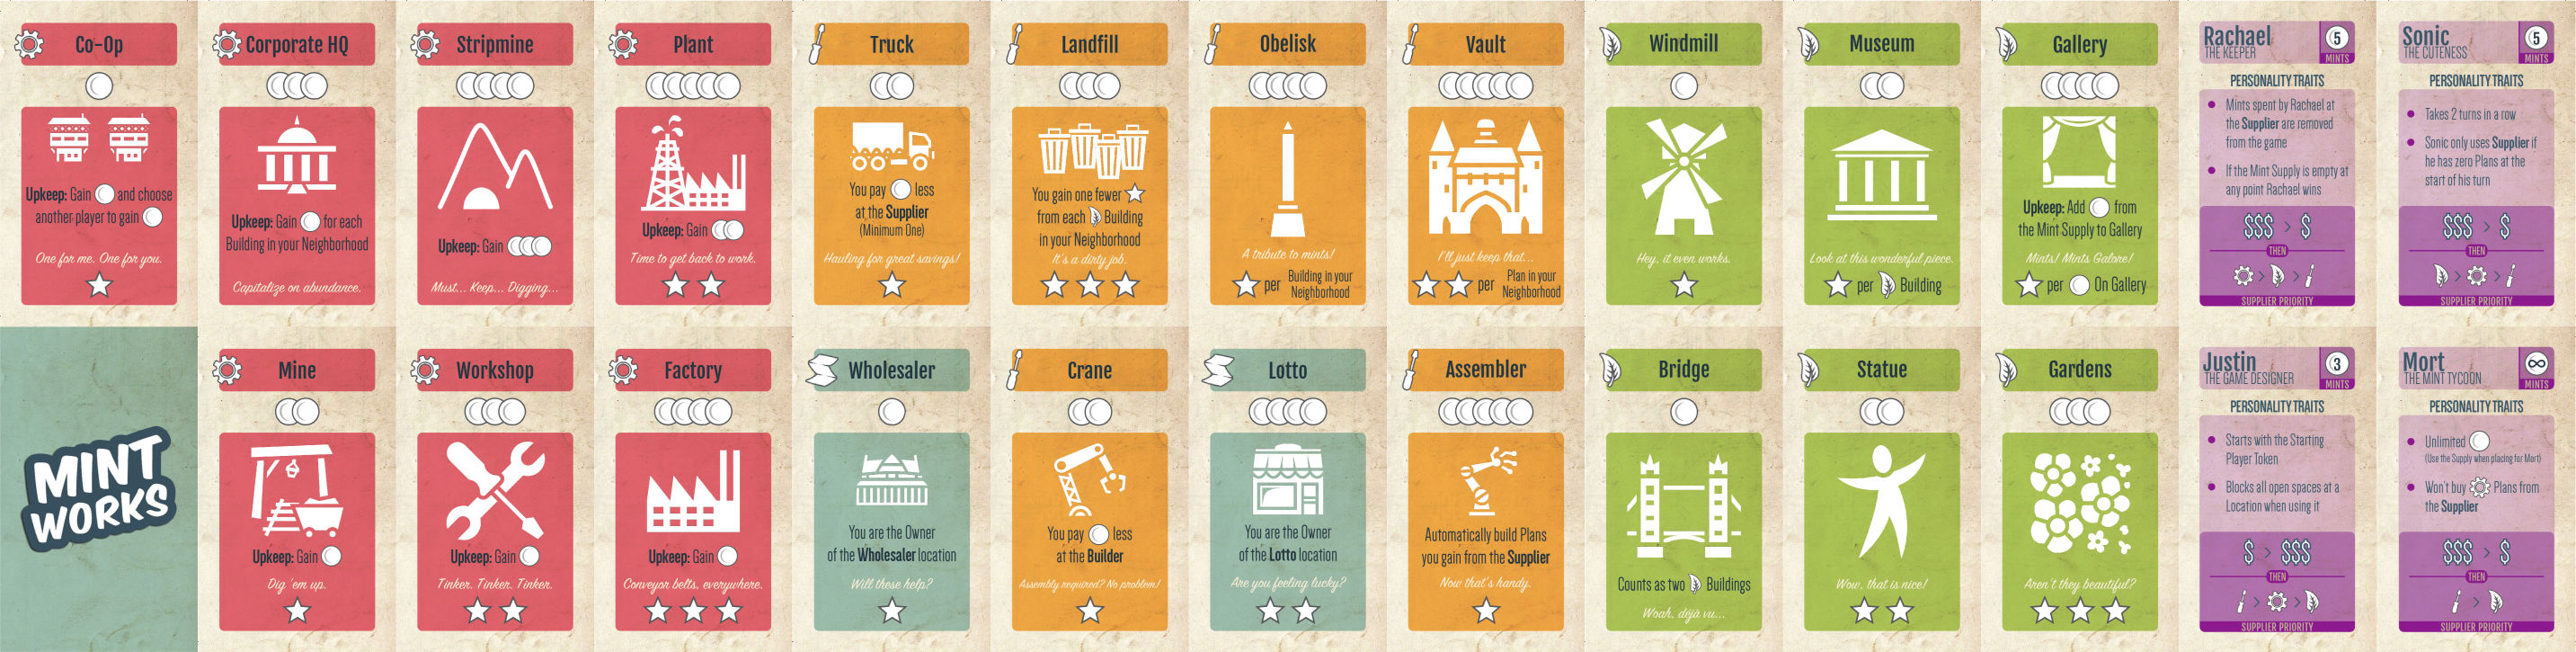 Co-Op
Upkeep: Gain and choose
another player to gain
One for me. One for you.
Corporate HQ
Upkeep: Gain for each
Building in your Neighborhood
Capitalize on abundance.
Stripmine
Upkeep: Gain
Must... Keep... Digging...
Plant
Upkeep: Gain
Time to get back to work.
Truck
You pay less
at the Supplier
(Minimum One)
Hauling for great savings!
Landfill
You gain one fewer
from each Building
in your Neighborhood
It's a dirty job.
Obelisk
A tribute to mints!
per Building in your
Neighborhood
Vault
I'll just keep that...
per Plan in your
Neighborhood
Windmill
Hey, it even works.
Museum
Look at this wonderful piece.
per Building
Gallery
Upkeep: Add from
the Mint Supply to Gallery
Mints! Mints Galore!
per On Gallery
Rachael
THE KEEPER
5
MINTS
PERSONALITY TRAITS
Mints spent by Rachael at
the Supplier are removed
from the game
If the Mint Supply is empty at
any point Rachael wins
$$$ > $
THEN
> >
SUPPLIER PRIORITY
Sonic
THE CUTENESS
5
MINTS
PERSONALITY TRAITS
Takes 2 turns in a row
Sonic only uses Supplier if
he has zero Plans at the
start of his turn
$$$ > $
THEN
> >
SUPPLIER PRIORITY
MINT
WORKS
Mine
Upkeep: Gain
Dig 'em up.
Workshop
Upkeep: Gain
Tinker. Tinker. Tinker.
Factory
Upkeep: Gain
Conveyor belts, everywhere.
Wholesaler
You are the Owner
of the Wholesaler location
Will these help?
Crane
You pay less
at the Builder
Assembly required? No problem!
Lotto
You are the Owner
of the Lotto location
Are you feeling lucky?
Assembler
Automatically build Plans
you gain from the Supplier
Now that's handy.
Bridge
Counts as two Buildings
Woah, déjà vu...
Statue
Wow, that is nice!
Gardens
Aren't they beautiful?
Justin
THE GAME DESIGNER
3
MINTS
PERSONALITY TRAITS
Starts with the Starting
Player Token
Blocks all open spaces at a
Location when using it
$ > $$$
THEN
> >
SUPPLIER PRIORITY
Mort
THE MINT TYCOON
∞
MINTS
PERSONALITY TRAITS
Unlimited
(Use the Supply when placing for Mort)
Won't buy Plans from
the Supplier
$$$ > $
THEN
>
SUPPLIER PRIORITY